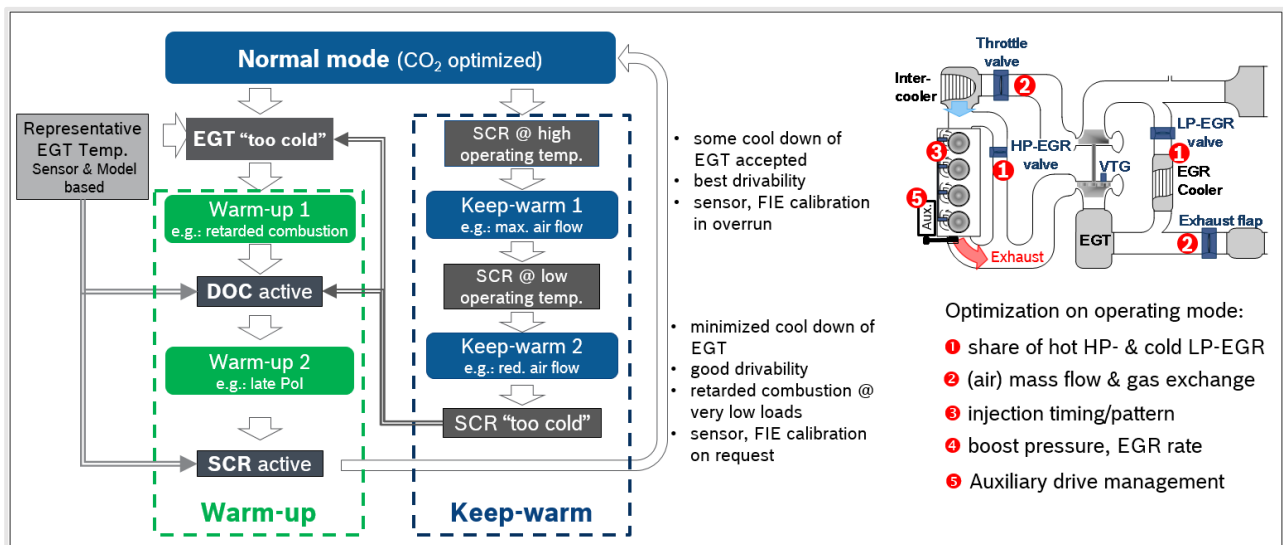 Normal mode (CO₂ optimized)
Representative
EGT Temp.
Sensor & Model
based
EGT “too cold”
Warm-up 1
e.g.: retarded combustion
DOC active
Warm-up 2
e.g.: late PoI
SCR active
Warm-up
SCR @ high
operating temp.
Keep-warm 1
e.g.: max. air flow
SCR @ low
operating temp.
Keep-warm 2
e.g.: red. air flow
SCR “too cold”
Keep-warm
• some cool down of
EGT accepted
• best drivability
• sensor, FIE calibration
in overrun
• minimized cool down of
EGT
• good drivability
• retarded combustion @
very low loads
• sensor, FIE calibration
on request
Throttle
valve
2
Inter-
cooler
3
HP-EGR
valve
1
LP-EGR
valve
1
VTG
EGR
Cooler
5
Aux.
EGT
Exhaust flap
2
Exhaust
Optimization on operating mode:
1 share of hot HP- & cold LP-EGR
2 (air) mass flow & gas exchange
3 injection timing/pattern
4 boost pressure, EGR rate
5 Auxiliary drive management